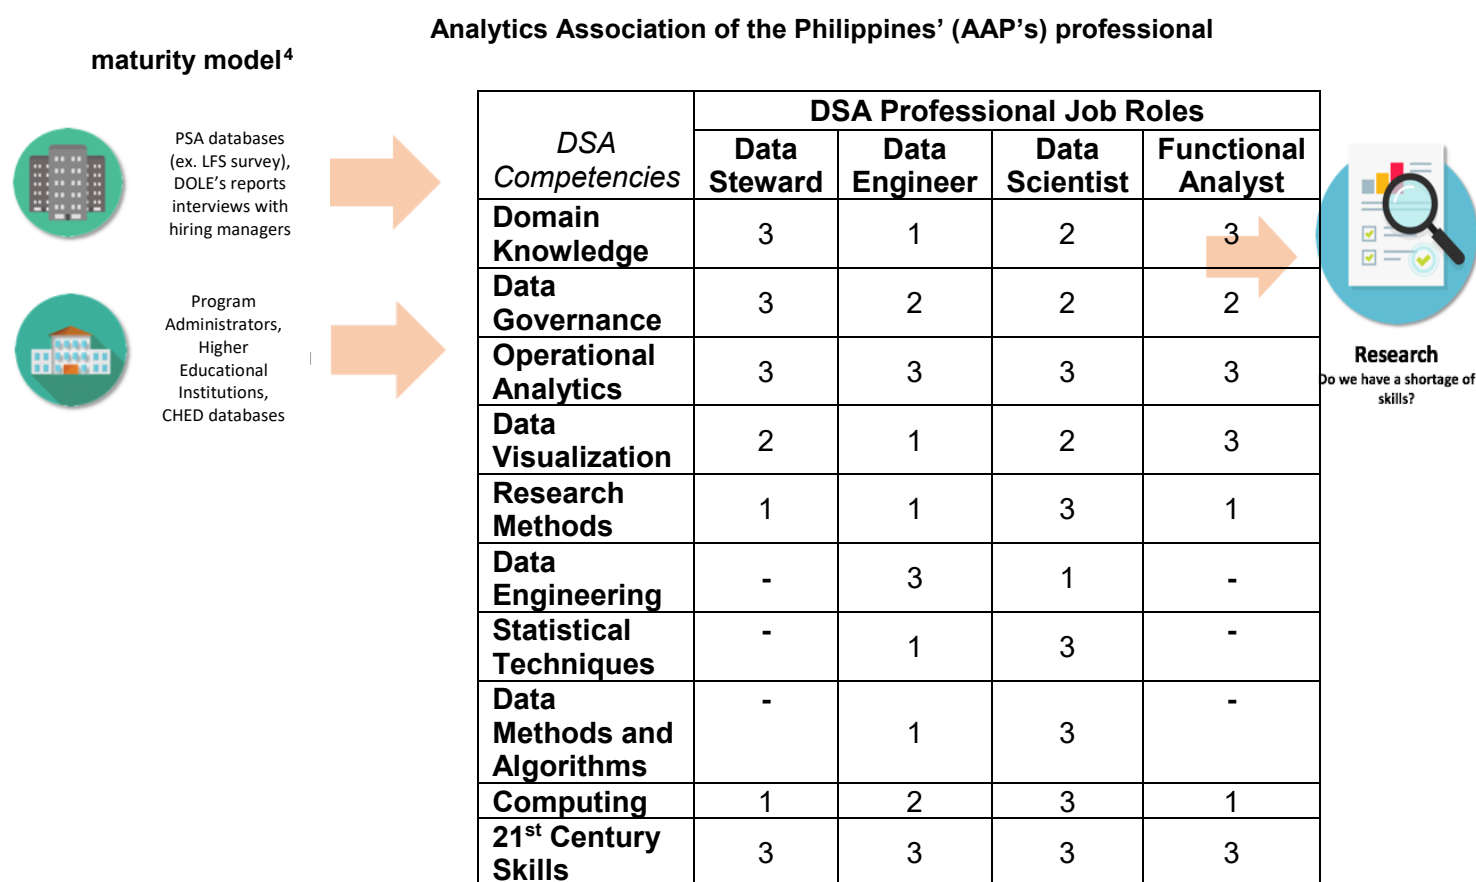 Analytics Association of the Philippines’ (AAP’s) professional
maturity model⁴
PSA databases
(ex. LFS survey),
DOLE’s reports
interviews with
hiring managers
Program
Administrators,
Higher
Educational
Institutions,
CHED databases
DSA
Competencies
DSA Professional Job Roles
Data
Steward
Data
Engineer
Data
Scientist
Functional
Analyst
Domain
Knowledge
3 1 2 3
Data
Governance
3 2 2 2
Operational
Analytics
3 3 3 3
Data
Visualization
2 1 2 3
Research
Methods
1 1 3 1
Data
Engineering
- 3 1 -
Statistical
Techniques
- 1 3 -
Data
Methods and
Algorithms
- 1 3 -
Computing 1 2 3 1
21st Century
Skills
3 3 3 3
Research
Do we have a shortage of
skills?